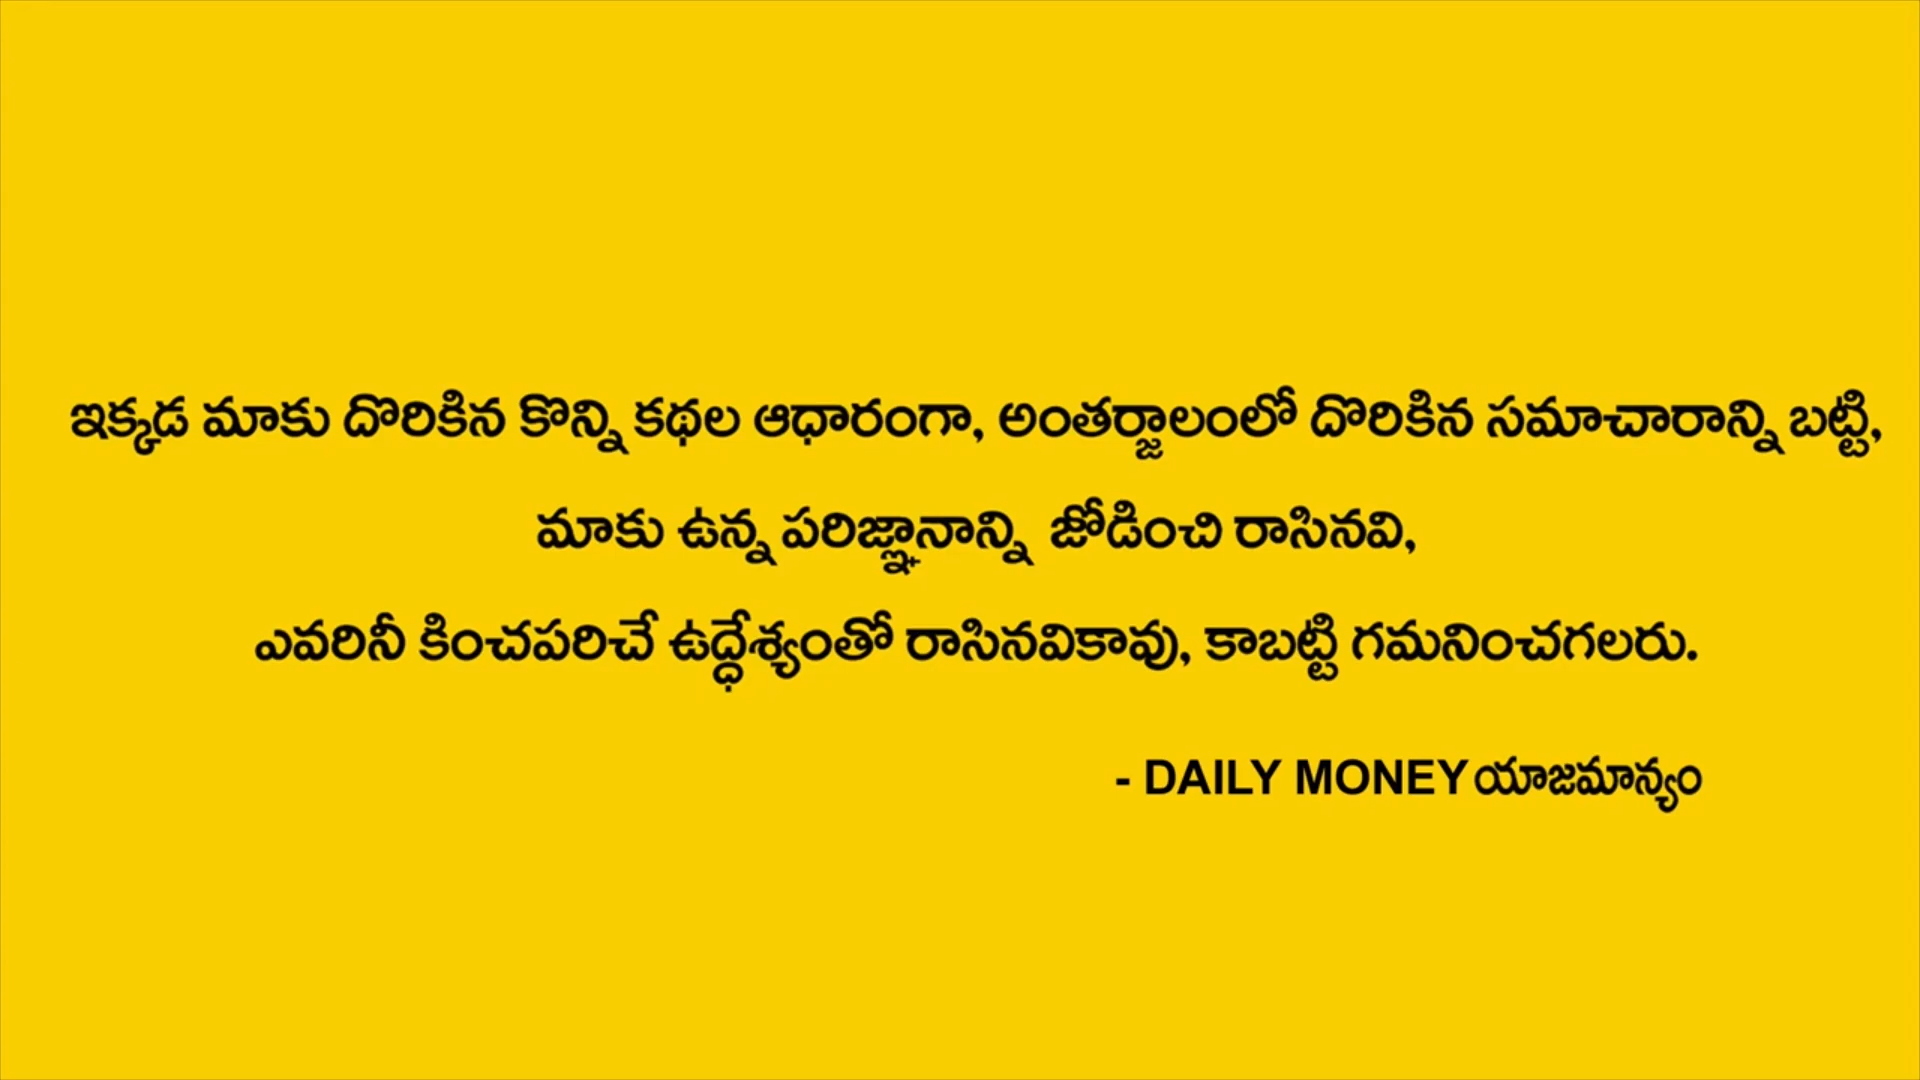 ఇక్కడ మాకు దొరికిన కొన్ని కథల ఆధారంగా, అంతర్జాలంలో దొరికిన సమాచారాన్ని బట్టి,
మాకు ఉన్న పరిజ్ఞానాన్ని జోడించి రాసినవి,
ఎవరినీ కించపరిచే ఉద్ధేశ్యంతో రాసినవికావు, కాబట్టి గమనించగలరు.
- DAILY MONEY యాజమాన్యం